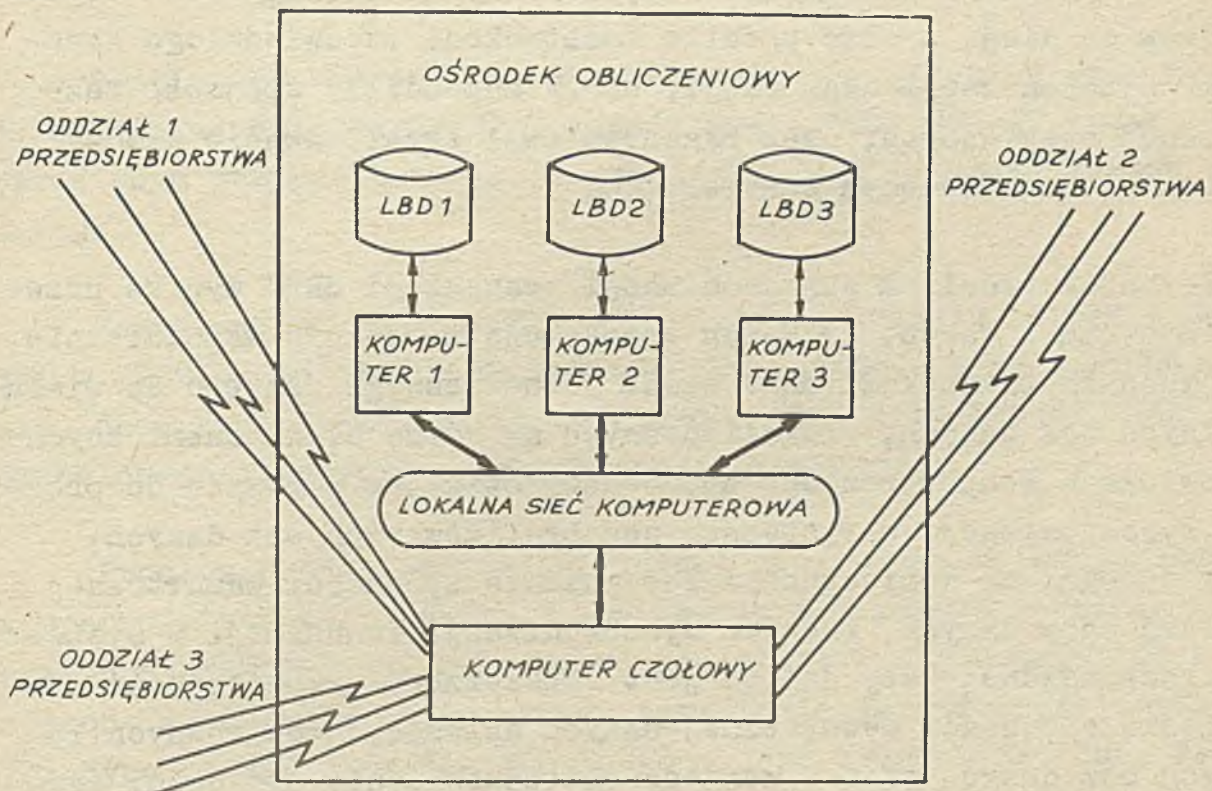 OŚRODEK OBLICZENIOWY
ODDZIAŁ 1
PRZEDSIĘBIORSTWA
ODDZIAŁ 2
PRZEDSIĘBIORSTWA
LBD1
LBD2
LBD3
KOMPU-
TER 1
KOMPU-
TER 2
KOMPU-
TER 3
LOKALNA SIEĆ KOMPUTEROWA
ODDZIAŁ 3
PRZEDSIĘBIORSTWA
KOMPUTER CZOŁOWY